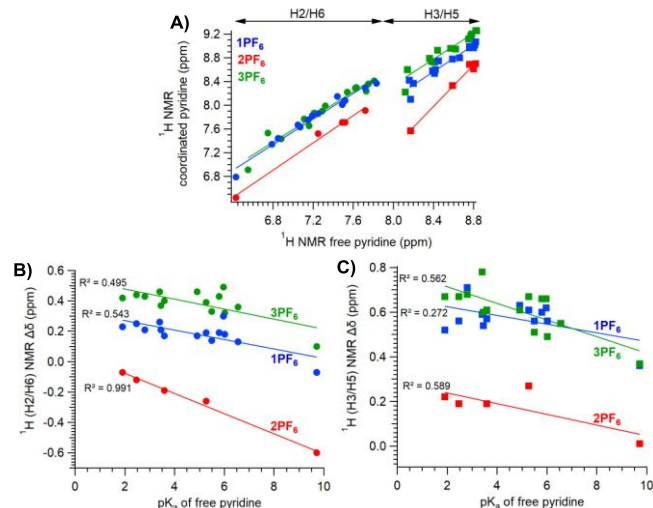 A)
H2/H6
H3/H5
1PF6
2PF6
3PF6
1H NMR
coordinated pyridine (ppm)
9.2
8.8
8.4
8.0
7.6
7.2
6.8
6.8
7.2
7.6
8.0
8.4
8.8
1H NMR free pyridine (ppm)
B)
1H (H2/H6) NMR Δδ (ppm)
0.6
0.4
0.2
0.0
-0.2
-0.4
-0.6
R² = 0.495
R² = 0.543
R² = 0.991
3PF6
1PF6
2PF6
0
2
4
6
8
10
pKa of free pyridine
C)
1H (H3/H5) NMR Δδ (ppm)
0.8
0.6
0.4
0.2
0.0
R² = 0.562
R² = 0.272
R² = 0.589
1PF6
3PF6
2PF6
0
2
4
6
8
10
pKa of free pyridine